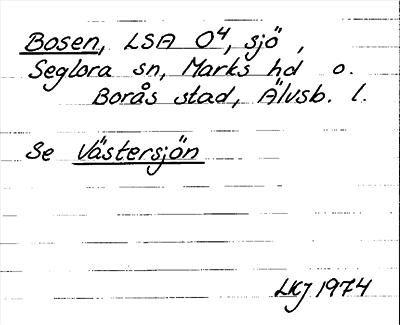 Bosen, LSA O4, sjö,
Seglora sn, Marks hd o.
Borås stad, Älvsb. l.
Se Västersjön
LKJ 1974